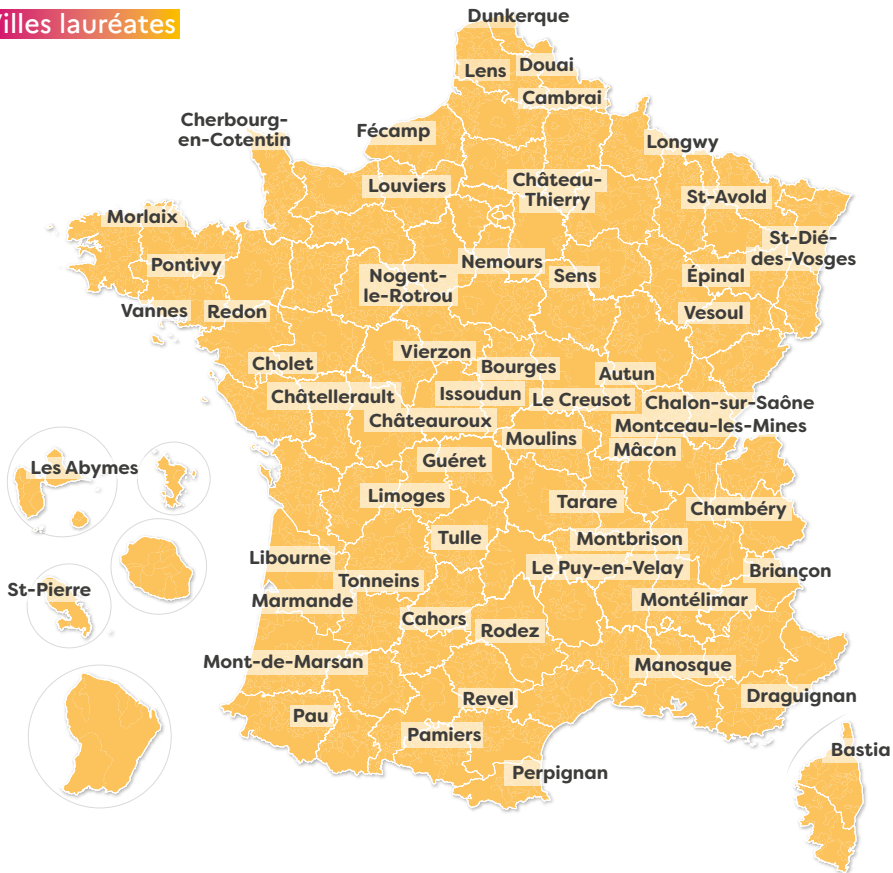 Villes lauréates
Dunkerque
Lens
Douai
Cambrai
Cherbourg-
en-Cotentin
Fécamp
Longwy
Louviers
Château-
Thierry
St-Avold
Morlaix
St-Dié-
des-Vosges
Pontivy
Nemours
Nogent-
le-Rotrou
Sens
Épinal
Vannes
Redon
Vesoul
Vierzon
Cholet
Bourges
Autun
Châtellerault
Issoudun
Le Creusot
Chalon-sur-Saône
Châteauroux
Montceau-les-Mines
Moulins
Mâcon
Guéret
Les Abymes
Limoges
Tarare
Chambéry
Tulle
Montbrison
Libourne
Le Puy-en-Velay
Briançon
Tonneins
St-Pierre
Marmande
Montélimar
Cahors
Rodez
Mont-de-Marsan
Manosque
Revel
Draguignan
Pau
Pamiers
Bastia
Perpignan